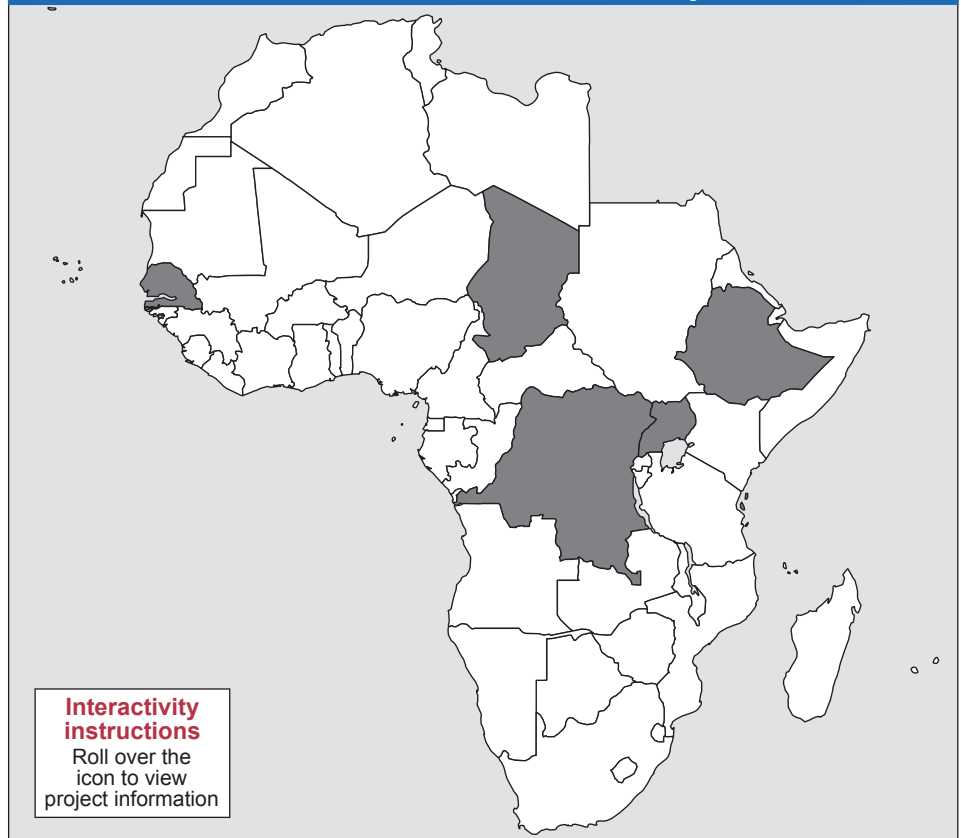 Interactivity
instructions
Roll over the
icon to view
project information